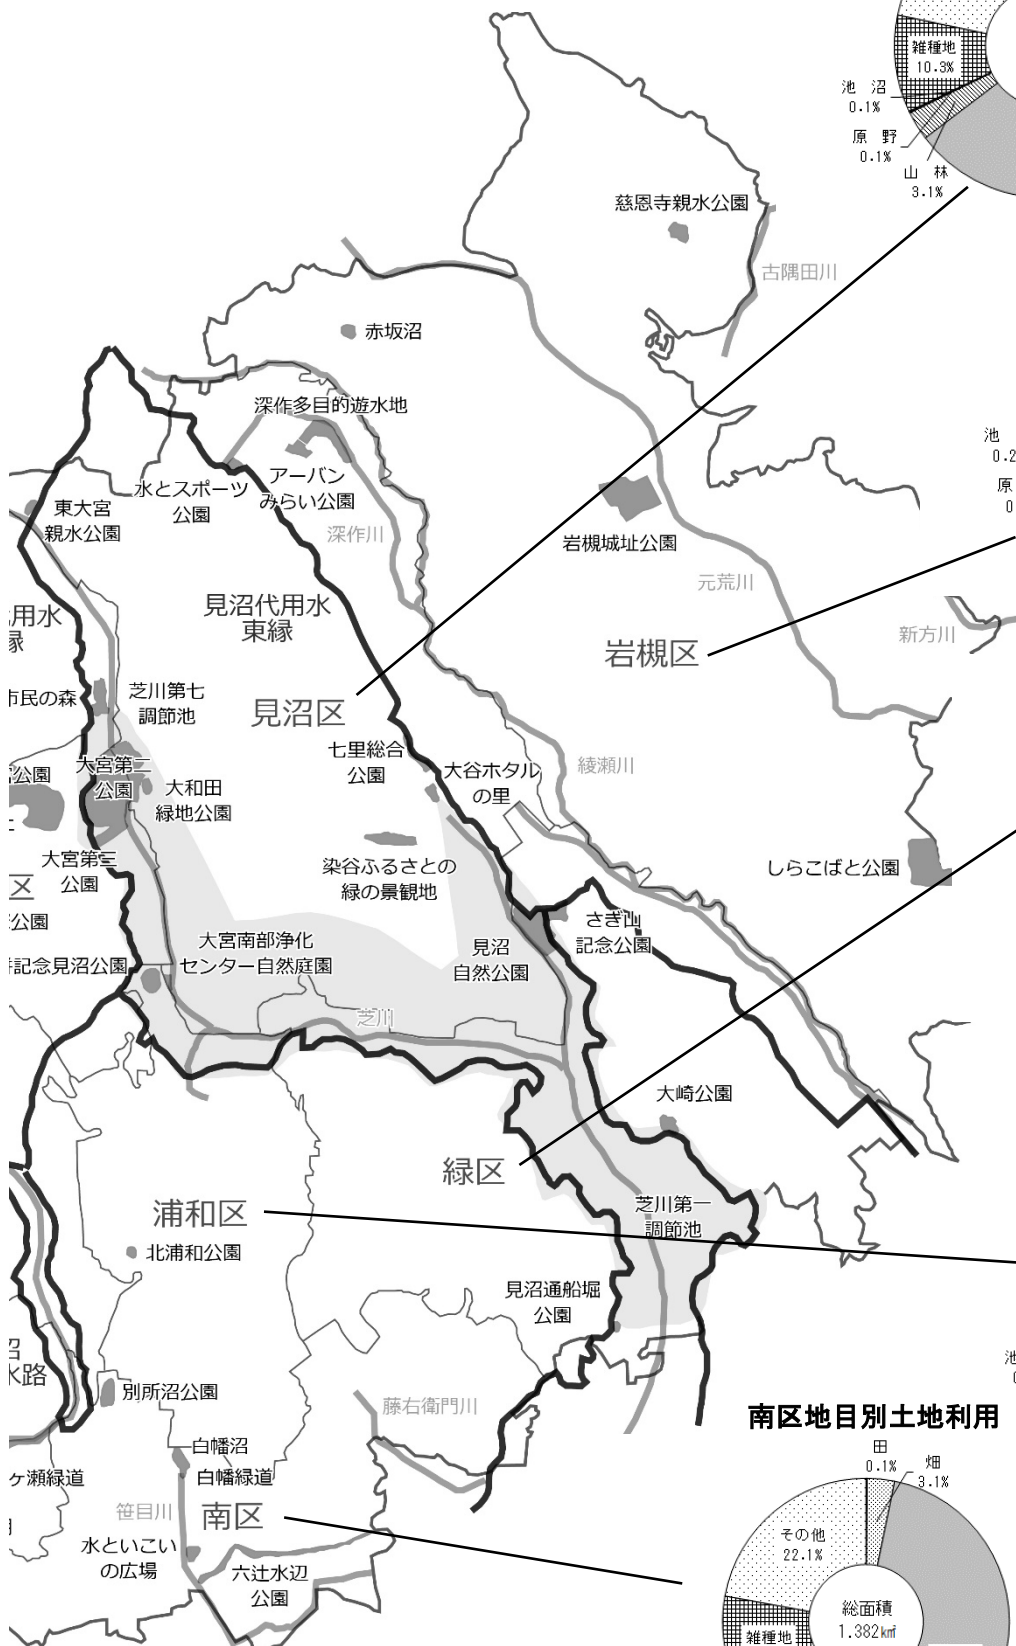 雑種地
10.3%
池 沼
0.1%
原 野
0.1%
山 林
3.1%
慈恩寺親水公園
古隅田川
赤坂沼
深作多目的遊水地
アーバン
みらい公園
水とスポーツ
公園
東大宮
親水公園
深作川
岩槻城址公園
池
0.2
原
0
元荒川
新方川
見沼代用水
東縁
用水
岩槻区
市民の森
芝川第七
調節池
見沼区
七里総合
公園
大谷ホタル
の里
綾瀬川
公園
大宮第二
公園
大和田
緑地公園
大宮第三
公園
染谷ふるさとの
緑の景観地
しらこばと公園
区
公園
さぎ山
記念公園
大宮南部浄化
センター自然庭園
見沼
自然公園
記念見沼公園
芝川
大崎公園
緑区
浦和区
芝川第一
調節池
北浦和公園
見沼通船堀
公園
沼
水路
別所沼公園
藤右衛門川
南区地目別土地利用
田
0.1%
畑
3.1%
白幡沼
白幡緑道
ケ瀬緑道
笹目川
南区
その他
22.1%
水といこい
の広場
六辻水辺
公園
総面積
1.382k㎡
雑種地